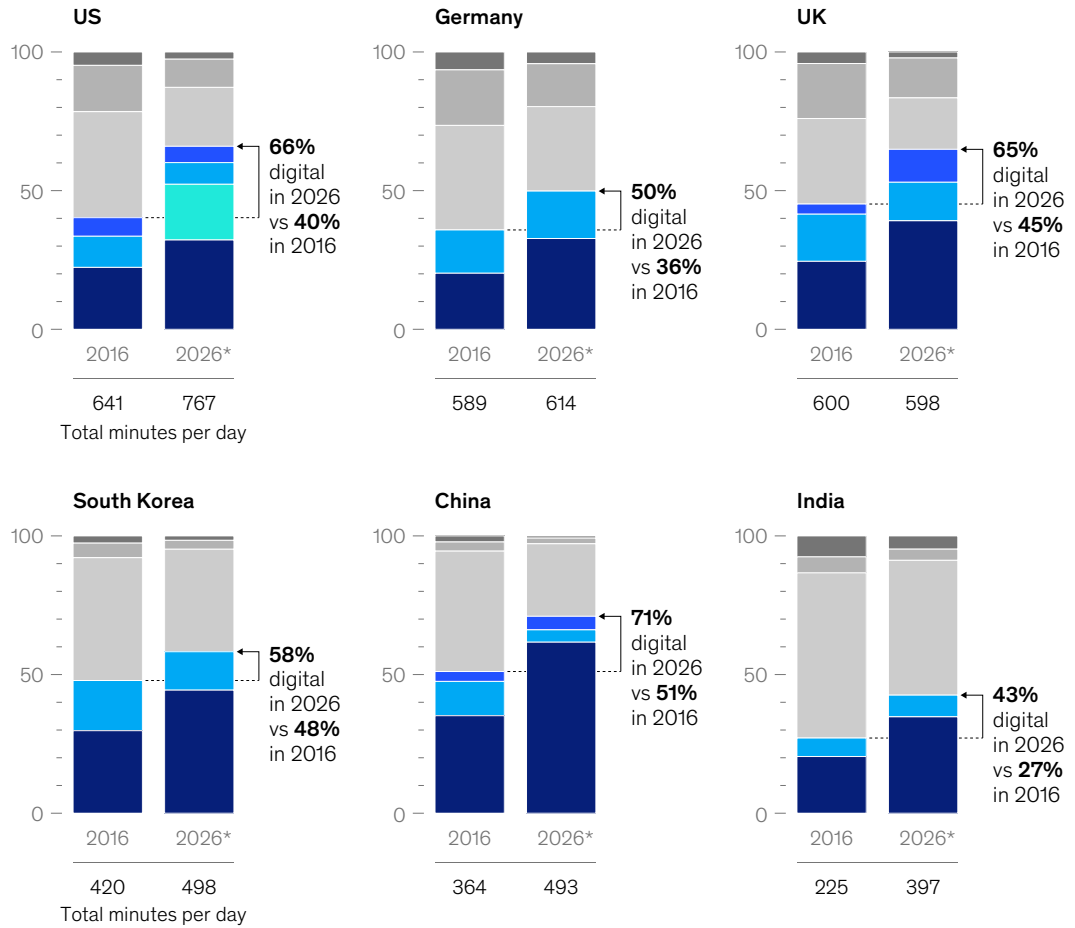 US
100
50
0
66%
digital
in 2026
vs 40%
in 2016
2016 2026*
641 767
Total minutes per day
Germany
50%
digital
in 2026
vs 36%
in 2016
2016 2026*
589 614
UK
100
50
0
65%
digital
in 2026
vs 45%
in 2016
2016 2026*
600 598
South Korea
100
50
0
58%
digital
in 2026
vs 48%
in 2016
2016 2026*
420 498
Total minutes per day
China
100
50
0
71%
digital
in 2026
vs 51%
in 2016
2016 2026*
364 493
India
100
50
0
43%
digital
in 2026
vs 27%
in 2016
2016 2026*
225 397